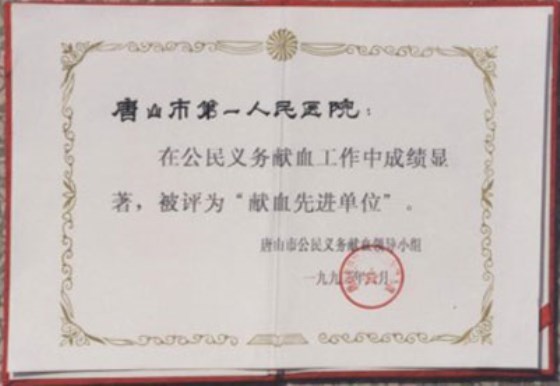 唐山市第一人民医院：
在公民义务献血工作中成绩显
著，被评为“献血先进单位”。
唐山市公民义务献血领导小组
一九九 年 月